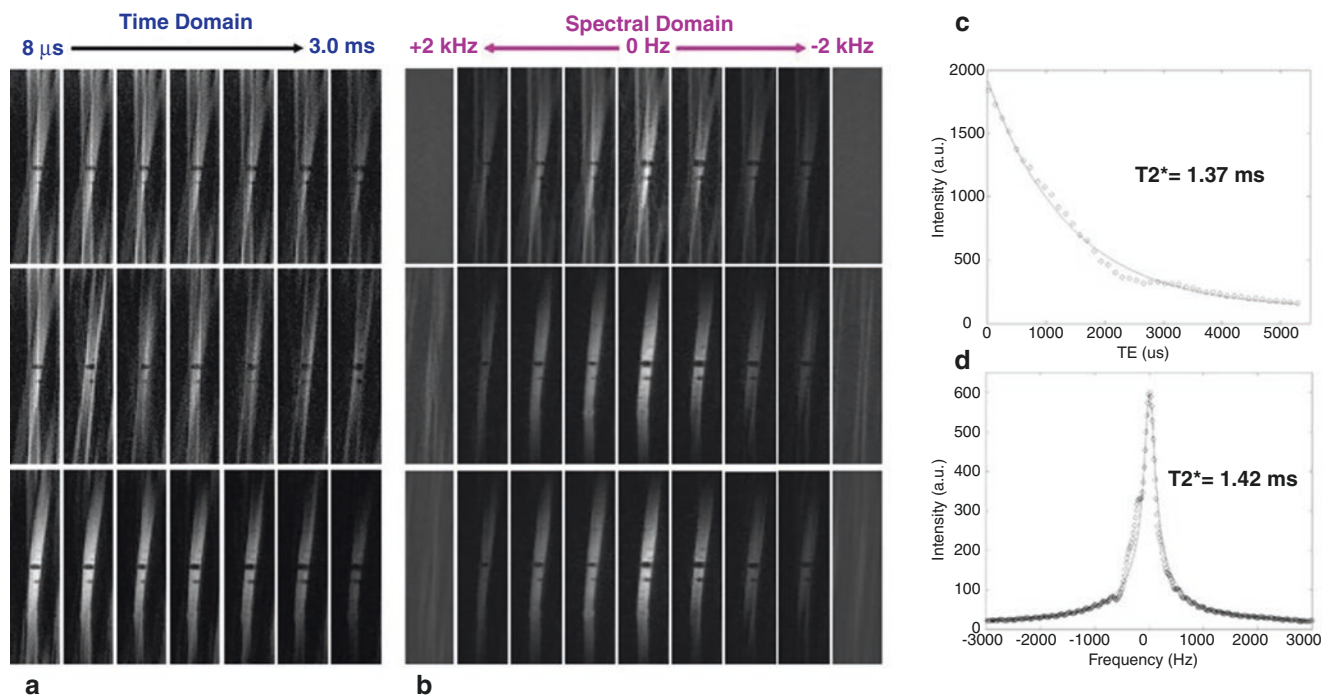 Time Domain
8 µs 3.0 ms
a
Spectral Domain
+2 kHz 0 Hz -2 kHz
b
c
2000
1500
1000
500
0
Intensity (a.u.)
T2*= 1.37 ms
0 1000 2000 3000 4000 5000
TE (us)
d
600
500
400
300
200
100
0
Intensity (a.u.)
T2*= 1.42 ms
-3000 -2000 -1000 0 1000 2000 3000
Frequency (Hz)